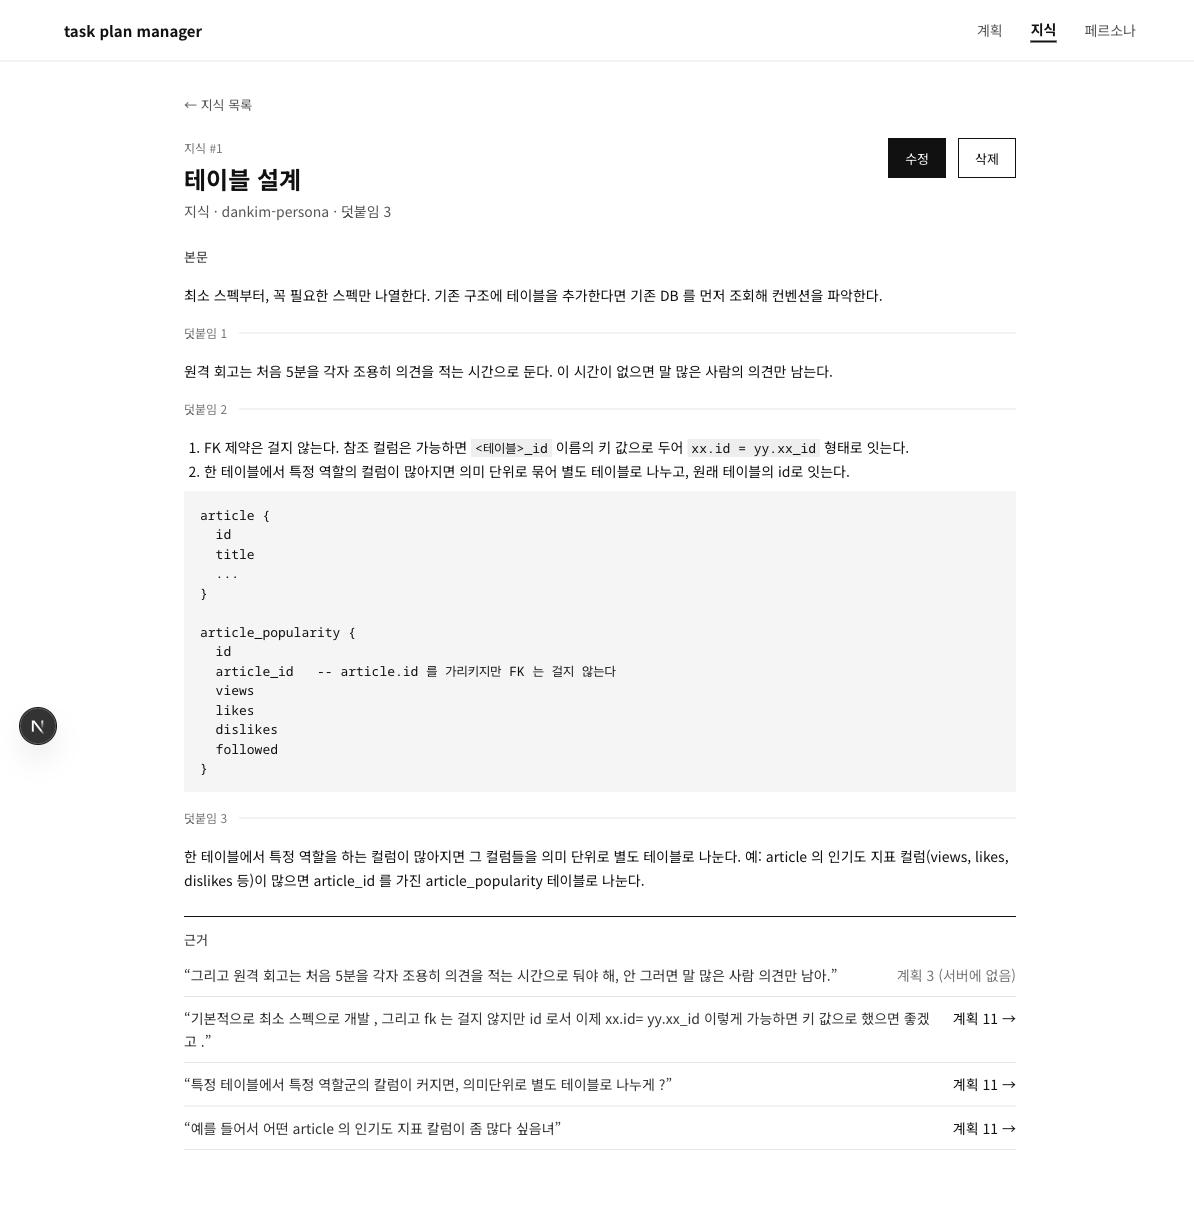 task plan manager
계획
지식
페르소나
← 지식 목록
지식 #1
테이블 설계
지식 · dankim-persona · 덧붙임 3
수정
삭제
본문
최소 스펙부터, 꼭 필요한 스펙만 나열한다. 기존 구조에 테이블을 추가한다면 기존 DB 를 먼저 조회해 컨벤션을 파악한다.
덧붙임 1
원격 회고는 처음 5분을 각자 조용히 의견을 적는 시간으로 둔다. 이 시간이 없으면 말 많은 사람의 의견만 남는다.
덧붙임 2
1. FK 제약은 걸지 않는다. 참조 컬럼은 가능하면 <테이블>_id 이름의 키 값으로 두어 xx.id = yy.xx_id 형태로 잇는다.
2. 한 테이블에서 특정 역할의 컬럼이 많아지면 의미 단위로 묶어 별도 테이블로 나누고, 원래 테이블의 id로 잇는다.
article {
  id
  title
  ...
}
article_popularity {
  id
  article_id   -- article.id 를 가리키지만 FK 는 걸지 않는다
  views
  likes
  dislikes
  followed
}
덧붙임 3
한 테이블에서 특정 역할을 하는 컬럼이 많아지면 그 컬럼들을 의미 단위로 별도 테이블로 나눈다. 예: article 의 인기도 지표 컬럼(views, likes,
dislikes 등)이 많으면 article_id 를 가진 article_popularity 테이블로 나눈다.
근거
“그리고 원격 회고는 처음 5분을 각자 조용히 의견을 적는 시간으로 둬야 해, 안 그러면 말 많은 사람 의견만 남아.”
계획 3 (서버에 없음)
“기본적으로 최소 스펙으로 개발 , 그리고 fk 는 걸지 않지만 id 로서 이제 xx.id= yy.xx_id 이렇게 가능하면 키 값으로 했으면 좋겠
고 .”
계획 11 →
“특정 테이블에서 특정 역할군의 칼럼이 커지면, 의미단위로 별도 테이블로 나누게 ?”
계획 11 →
“예를 들어서 어떤 article 의 인기도 지표 칼럼이 좀 많다 싶음녀”
계획 11 →
N